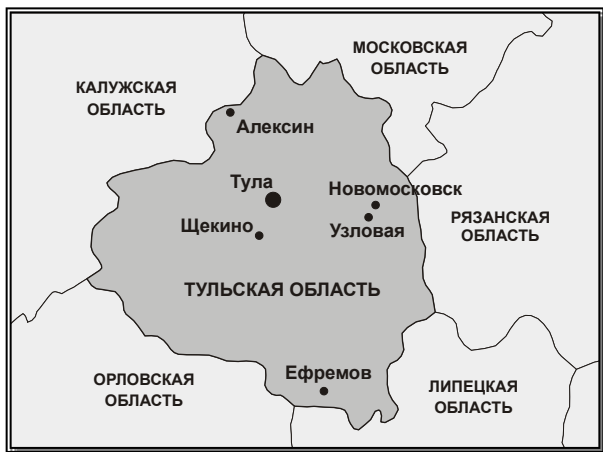 МОСКОВСКАЯ
ОБЛАСТЬ
КАЛУЖСКАЯ
ОБЛАСТЬ
Алексин
Тула
Новомосковск
Щекино
Узловая
РЯЗАНСКАЯ
ОБЛАСТЬ
ТУЛЬСКАЯ ОБЛАСТЬ
ОРЛОВСКАЯ
ОБЛАСТЬ
Ефремов
ЛИПЕЦКАЯ
ОБЛАСТЬ